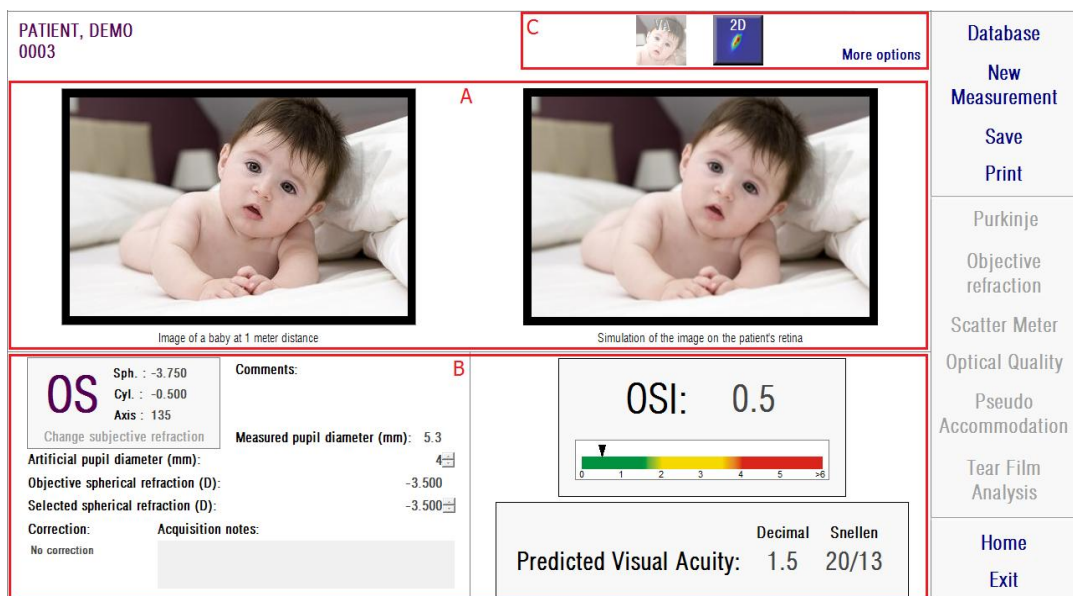 PATIENT, DEMO
0003
C
VA
2D
More options
A
Image of a baby at 1 meter distance
Simulation of the image on the patient's retina
B
OS
Sph. : -3.750
Cyl. : -0.500
Axis : 135
Change subjective refraction
Comments:
Measured pupil diameter (mm): 5.3
Artificial pupil diameter (mm): 4
Objective spherical refraction (D): -3.500
Selected spherical refraction (D): -3.500
Correction: Acquisition notes:
No correction
OSI: 0.5
0 1 2 3 4 5 >6
Decimal Snellen
Predicted Visual Acuity: 1.5 20/13
Database
New
Measurement
Save
Print
Purkinje
Objective
refraction
Scatter Meter
Optical Quality
Pseudo
Accommodation
Tear Film
Analysis
Home
Exit